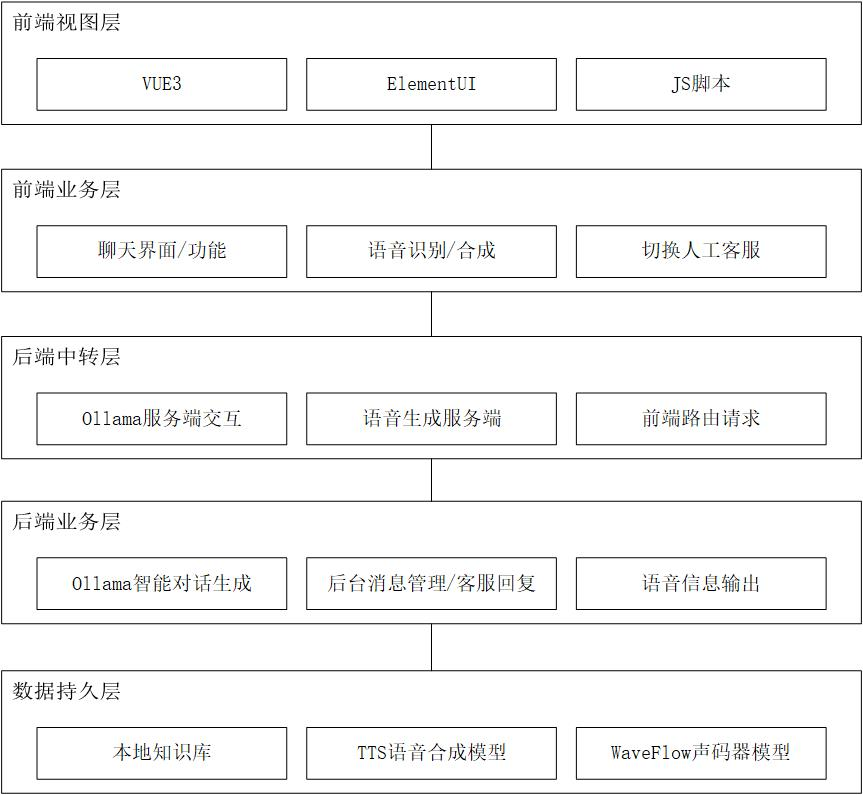 前端视图层
VUE3
ElementUI
JS脚本
前端业务层
聊天界面/功能
语音识别/合成
切换人工客服
后端中转层
Ollama服务端交互
语音生成服务端
前端路由请求
后端业务层
Ollama智能对话生成
后台消息管理/客服回复
语音信息输出
数据持久层
本地知识库
TTS语音合成模型
WaveFlow声码器模型